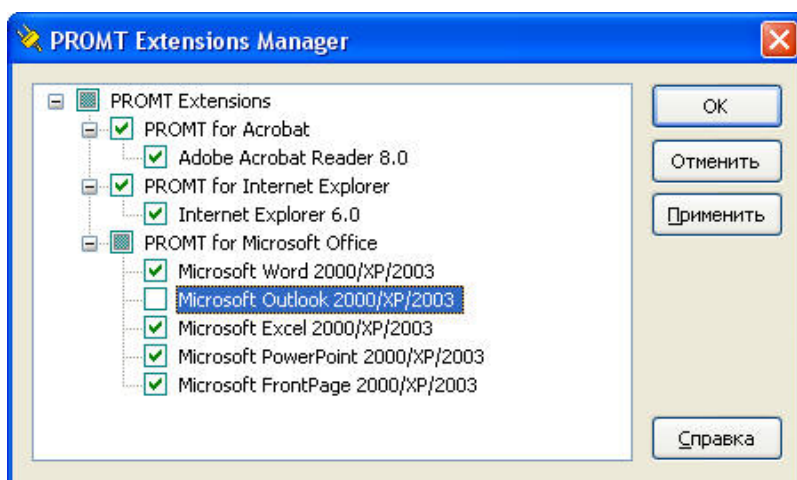 PROMT Extensions Manager
PROMT Extensions
PROMT for Acrobat
Adobe Acrobat Reader 8.0
PROMT for Internet Explorer
Internet Explorer 6.0
PROMT for Microsoft Office
Microsoft Word 2000/XP/2003
Microsoft Outlook 2000/XP/2003
Microsoft Excel 2000/XP/2003
Microsoft PowerPoint 2000/XP/2003
Microsoft FrontPage 2000/XP/2003
OK
Отменить
Применить
Справка